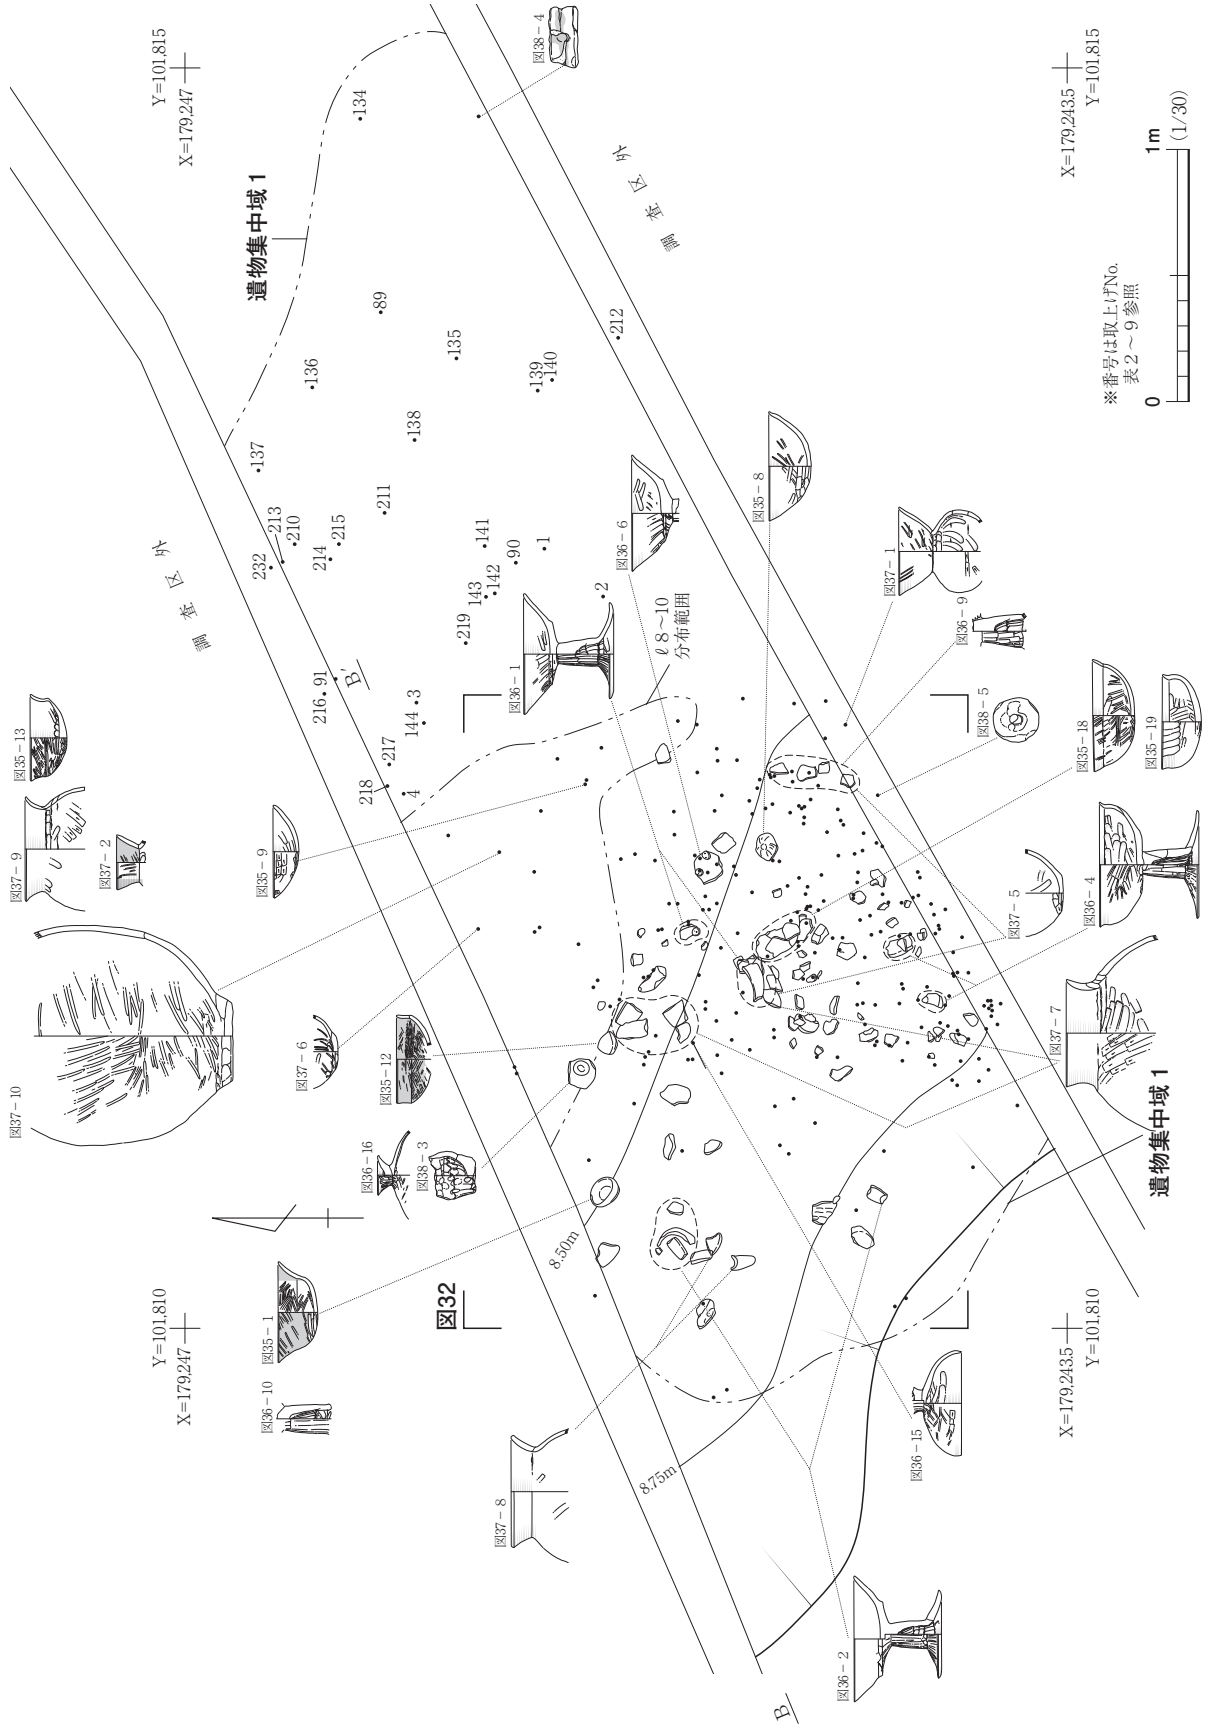 Y=101,815
X=179,247
134
図38-4
遺物集中域1
調査区外
X=179,243.5
Y=101,815
1m
(1/30)
0
※番号は取上げNo.
表2~9参照
89
136
135
139
140
212
138
137
213
210
232
214
215
211
141
90
1
143
142
219
2
調査区外
216
91
B′
3
144
217
218
4
図36-6
図35-8
図36-1
ℓ8~10
分布範囲
図37-1
図36-9
図38-5
図35-18
図35-19
図37-5
図36-4
図37-7
遺物集中域1
図35-13
図37-9
図37-2
図35-9
図37-10
図37-6
図35-12
図36-16
図38-3
8.50m
図32
図35-1
Y=101,810
X=179,247
図36-10
図37-8
8.75m
X=179,243.5
Y=101,810
図36-15
図36-2
B